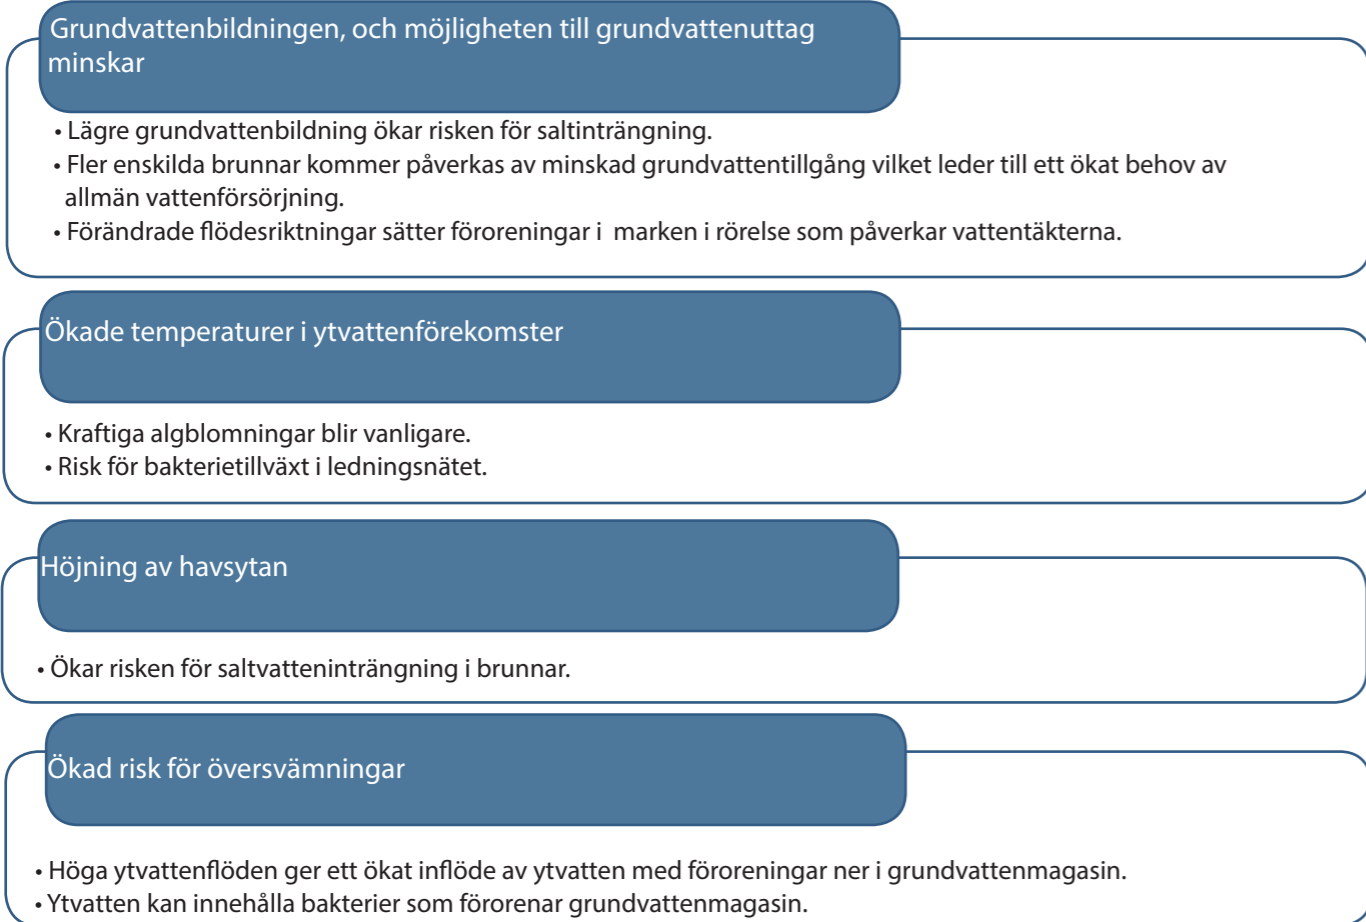 Grundvattenbildningen, och möjligheten till grundvattenuttag
minskar
• Lägre grundvattenbildning ökar risken för saltinträngning.
• Fler enskilda brunnar kommer påverkas av minskad grundvattentillgång vilket leder till ett ökat behov av
allmän vattenförsörjning.
• Förändrade flödesriktningar sätter föroreningar i marken i rörelse som påverkar vattentäkterna.
Ökade temperaturer i ytvattenförekomster
• Kraftiga algblomningar blir vanligare.
• Risk för bakterietillväxt i ledningsnätet.
Höjning av havsytan
• Ökar risken för saltvatteninträngning i brunnar.
Ökad risk för översvämningar
• Höga ytvattenflöden ger ett ökat inflöde av ytvatten med föroreningar ner i grundvattenmagasin.
• Ytvatten kan innehålla bakterier som förorenar grundvattenmagasin.